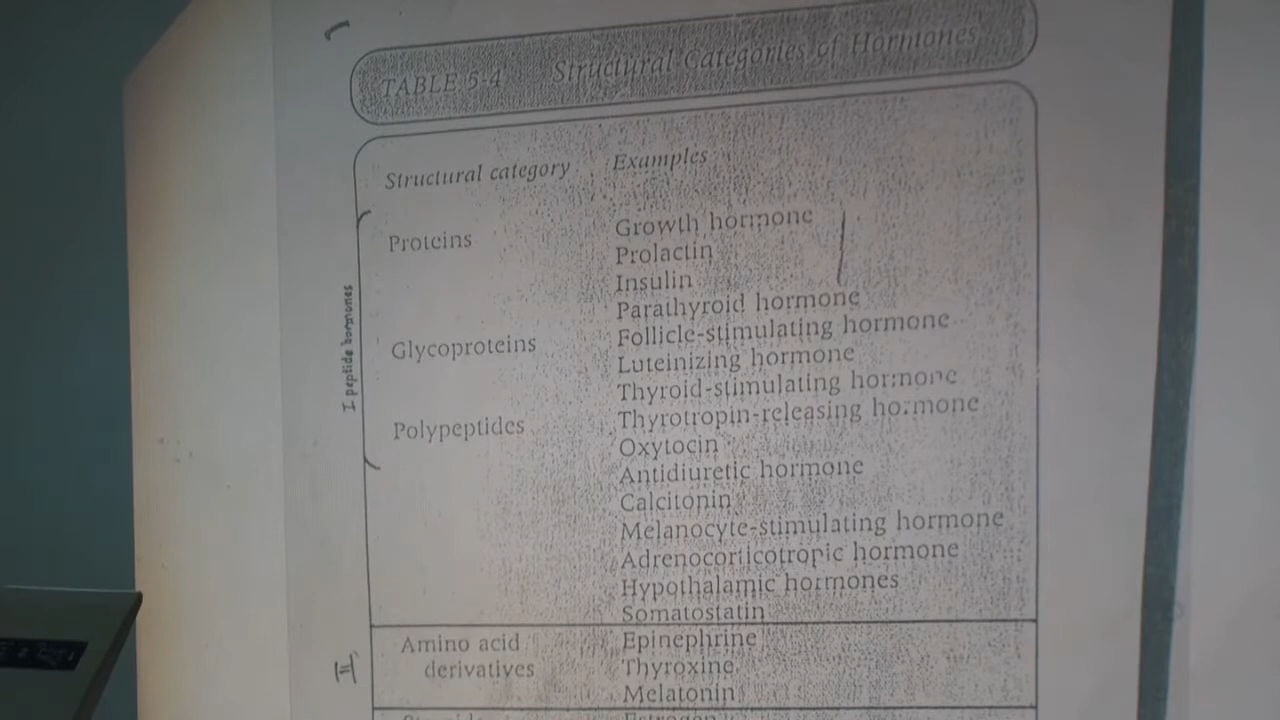 TABLE 5-4 Structural Categories of Hormones
Structural category Examples
Proteins Growth hormone
Prolactin
Insulin
Parathyroid hormone
Glycoproteins Follicle-stimulating hormone
Luteinizing hormone
Thyroid-stimulating hormone
Polypeptides Thyrotropin-releasing hormone
Oxytocin
Antidiuretic hormone
Calcitonin
Melanocyte-stimulating hormone
Adrenocorticotropic hormone
Hypothalamic hormones
Somatostatin
I peptide hormones
II,
Amino acid Epinephrine
derivatives Thyroxine
Melatonin
Estrogen